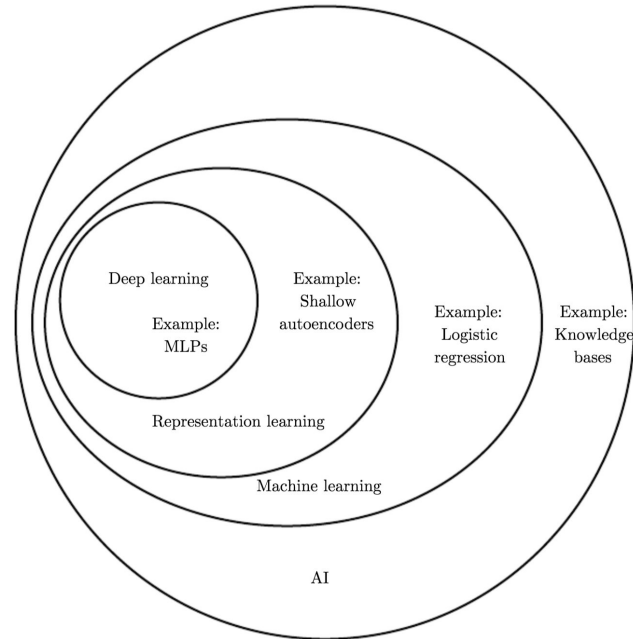 Deep learning
Example:
MLPs
Example:
Shallow
autoencoders
Example:
Logistic
regression
Example:
Knowledge
bases
Representation learning
Machine learning
AI